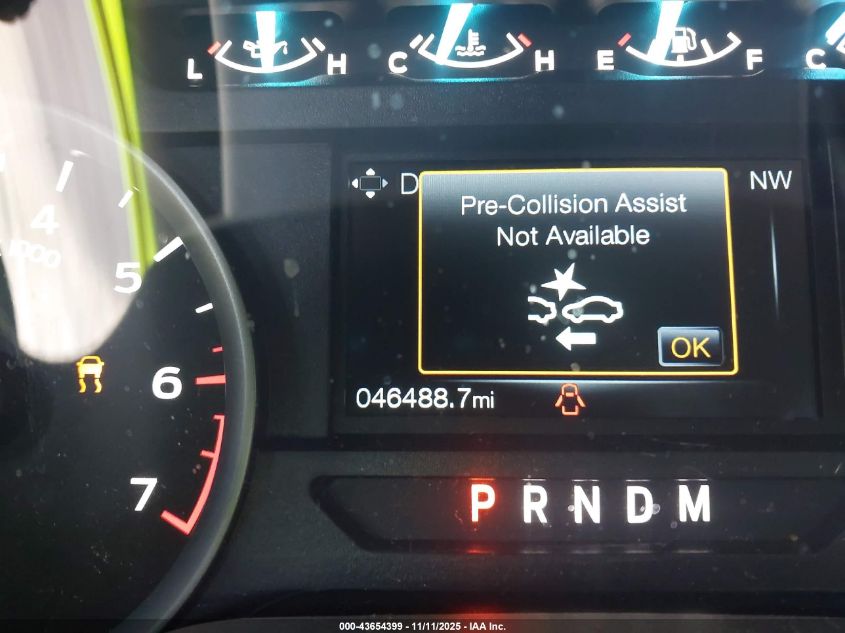 L H C H E F C
D NW
Pre-Collision Assist
Not Available
4
1000
5
OK
6
046488.7mi
7
P R N D M
000-43654399 - 11/11/2025 - IAA Inc.